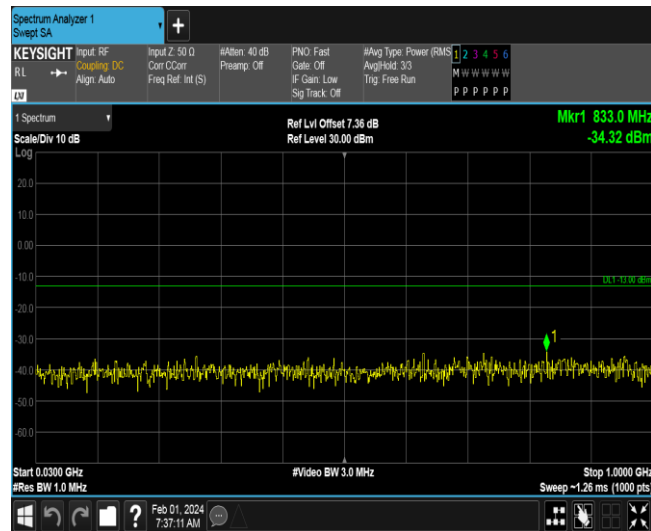 Spectrum Analyzer 1
Swept SA
KEYSIGHT
RL
LXI
Input: RF
Coupling: DC
Align: Auto
Input Z: 50 Ω
Corr CCorr
Freq Ref: Int (S)
#Atten: 40 dB
Preamp: Off
PNO: Fast
Gate: Off
IF Gain: Low
Sig Track: Off
#Avg Type: Power (RMS
Avg|Hold: 3/3
Trig: Free Run
1 2 3 4 5 6
M W W W W W
P P P P P P
1 Spectrum
Scale/Div 10 dB
Ref Lvl Offset 7.36 dB
Ref Level 30.00 dBm
Mkr1 833.0 MHz
-34.32 dBm
Log
20.0
10.0
0.00
-10.0
DL1 -13.00 dBm
-20.0
-30.0
1
-40.0
-50.0
-60.0
Start 0.0300 GHz
#Res BW 1.0 MHz
#Video BW 3.0 MHz
Stop 1.0000 GHz
Sweep ~1.26 ms (1000 pts)
?
Feb 01, 2024
7:37:11 AM